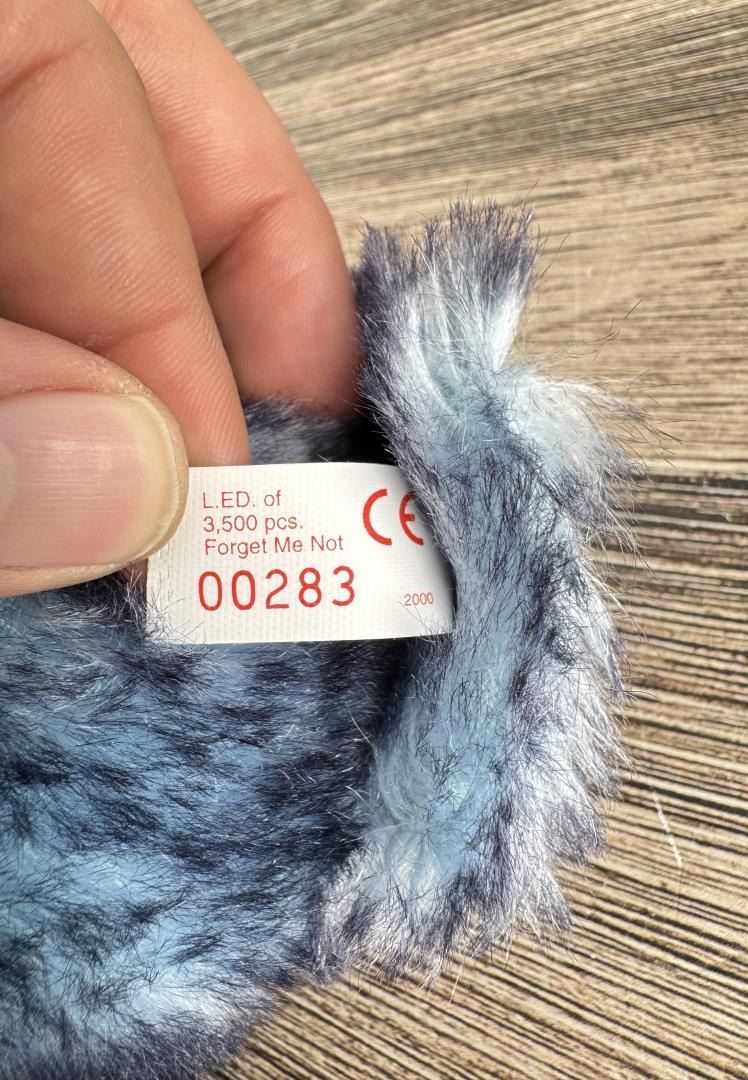 L.ED. of
3,500 pcs.
Forget Me Not
CE
00283
2000